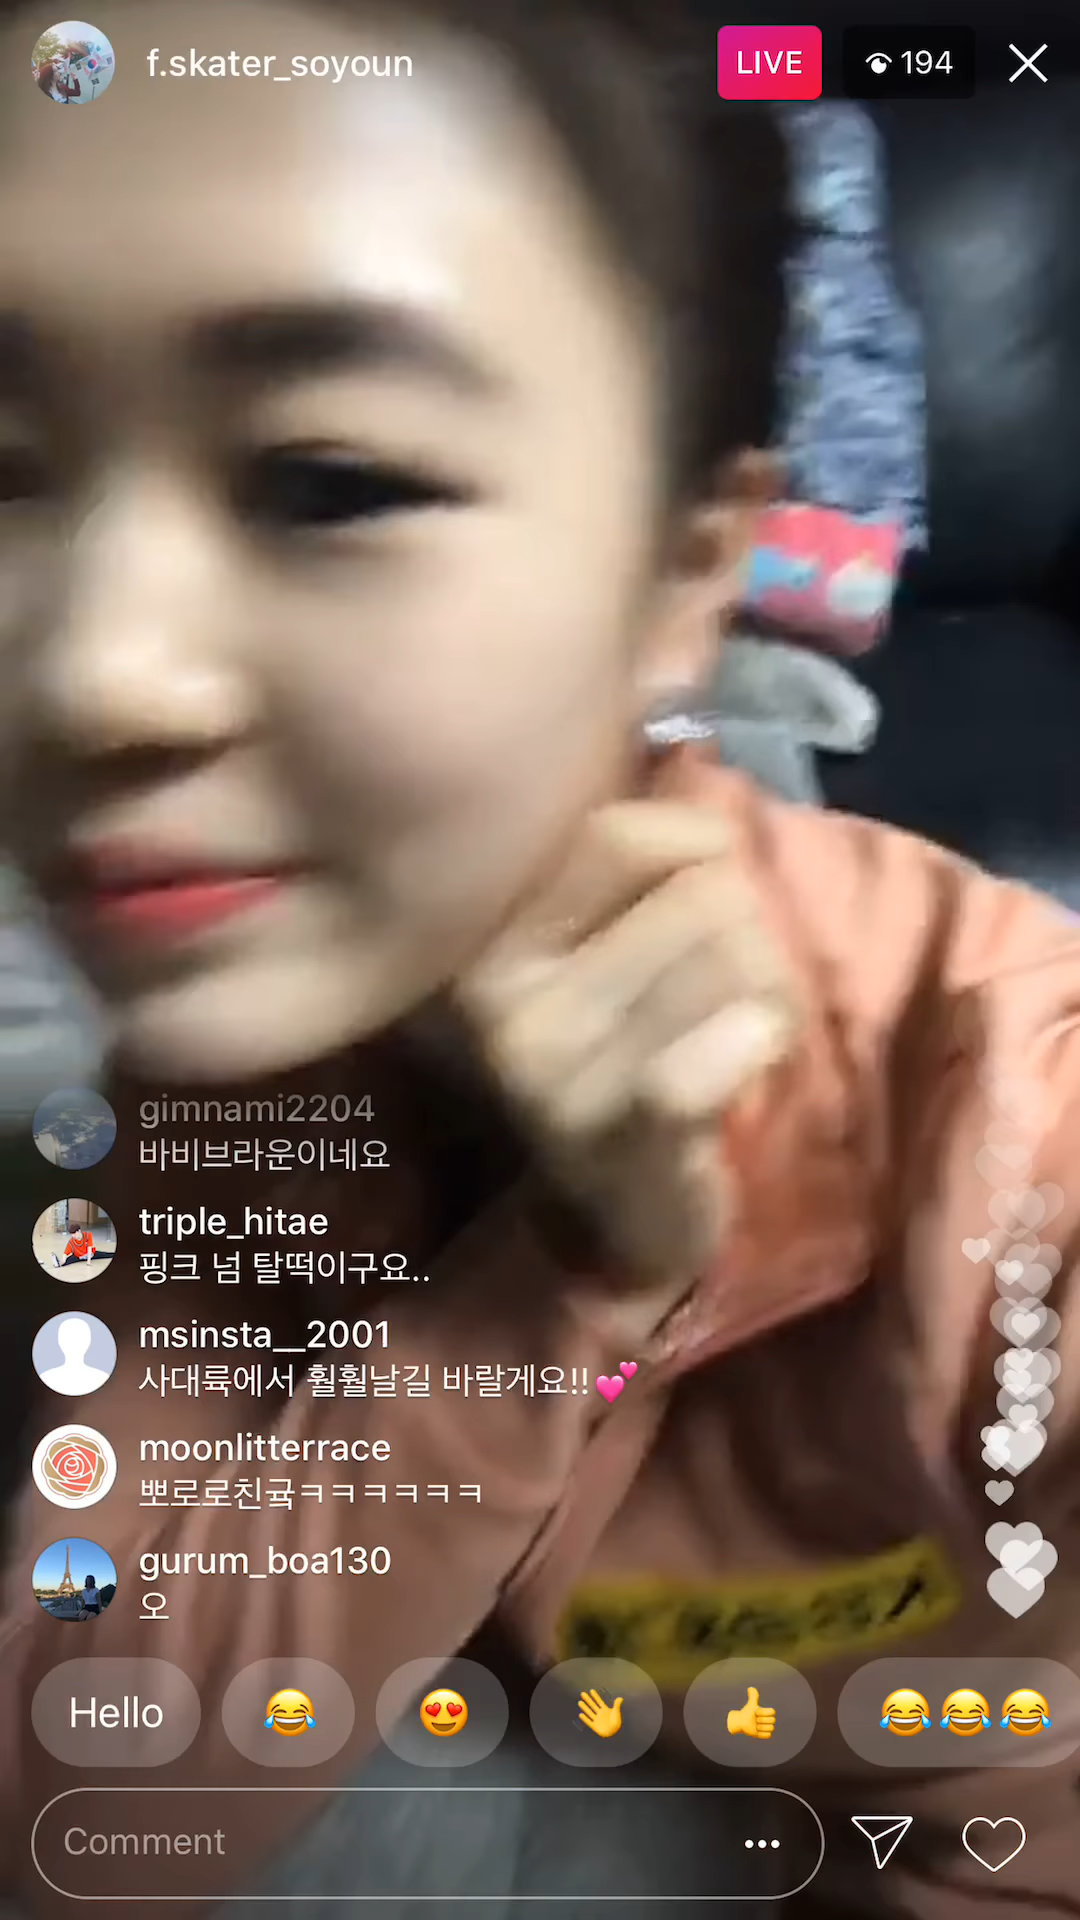 f.skater_soyoun
LIVE
194
gimnami2204
바비브라운이네요
triple_hitae
핑크 넘 탈떡이구요..
msinsta__2001
사대륙에서 훨훨날길 바랄게요!!💕
moonlitterrace
뽀로로친귴ㅋㅋㅋㅋㅋㅋ
gurum_boa130
오
Hello 😂 😍 👋 👍 😂😂😂
Comment